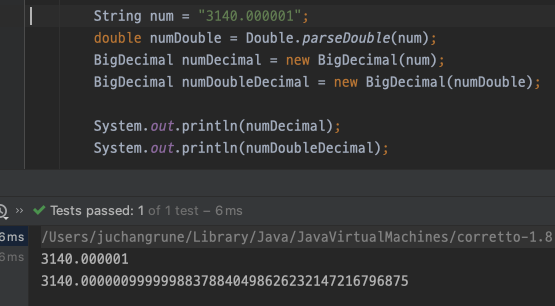 String num = "3140.000001";
double numDouble = Double.parseDouble(num);
BigDecimal numDecimal = new BigDecimal(num);
BigDecimal numDoubleDecimal = new BigDecimal(numDouble);
System.out.println(numDecimal);
System.out.println(numDoubleDecimal);
Tests passed: 1 of 1 test – 6 ms
6 ms
/Users/juchangrune/Library/Java/JavaVirtualMachines/corretto-1.8
6 ms
3140.000001
3140.00000099999988378840498626232147216796875